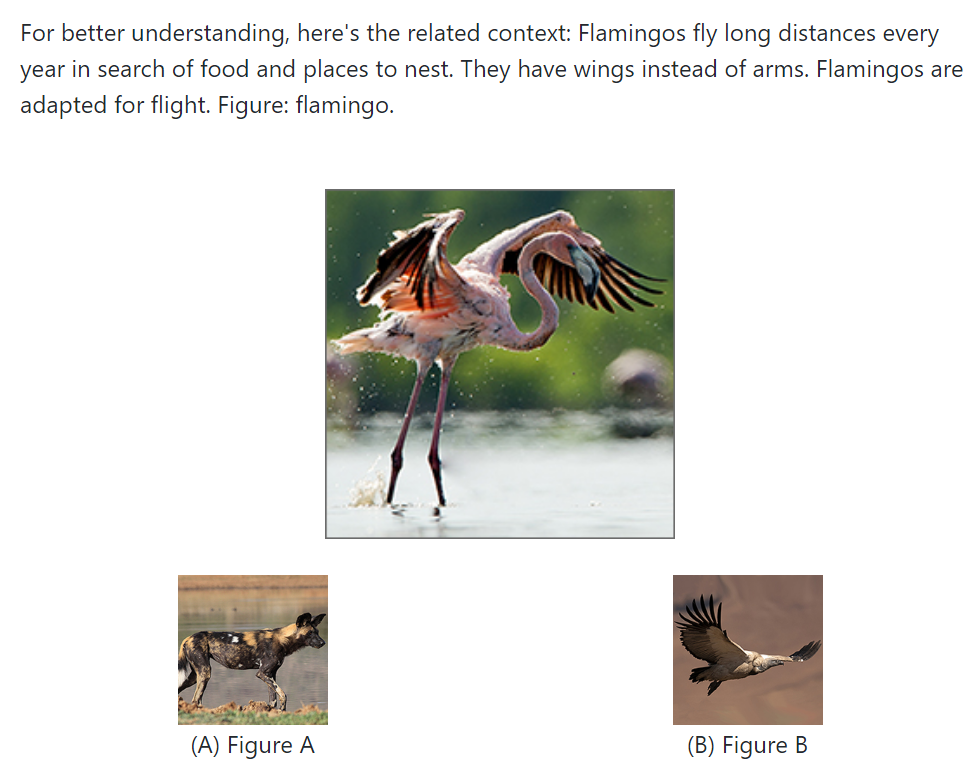 For better understanding, here's the related context: Flamingos fly long distances every
year in search of food and places to nest. They have wings instead of arms. Flamingos are
adapted for flight. Figure: flamingo.
(A) Figure A
(B) Figure B